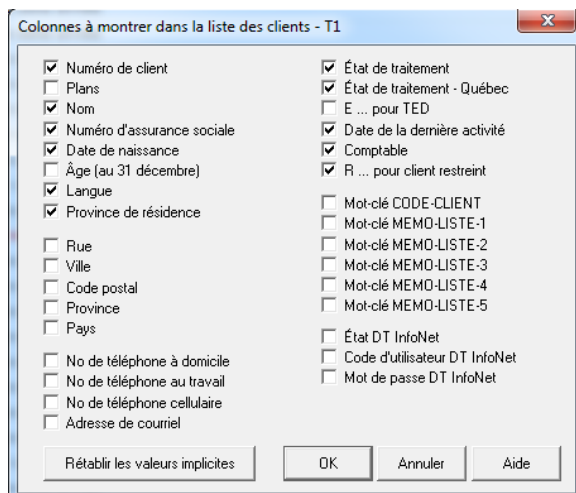 Colonnes à montrer dans la liste des clients - T1
Numéro de client
Plans
Nom
Numéro d'assurance sociale
Date de naissance
Âge (au 31 décembre)
Langue
Province de résidence
Rue
Ville
Code postal
Province
Pays
No de téléphone à domicile
No de téléphone au travail
No de téléphone cellulaire
Adresse de courriel
État de traitement
État de traitement - Québec
E ... pour TED
Date de la dernière activité
Comptable
R ... pour client restreint
Mot-clé CODE-CLIENT
Mot-clé MEMO-LISTE-1
Mot-clé MEMO-LISTE-2
Mot-clé MEMO-LISTE-3
Mot-clé MEMO-LISTE-4
Mot-clé MEMO-LISTE-5
État DT InfoNet
Code d'utilisateur DT InfoNet
Mot de passe DT InfoNet
Rétablir les valeurs implicites
OK
Annuler
Aide